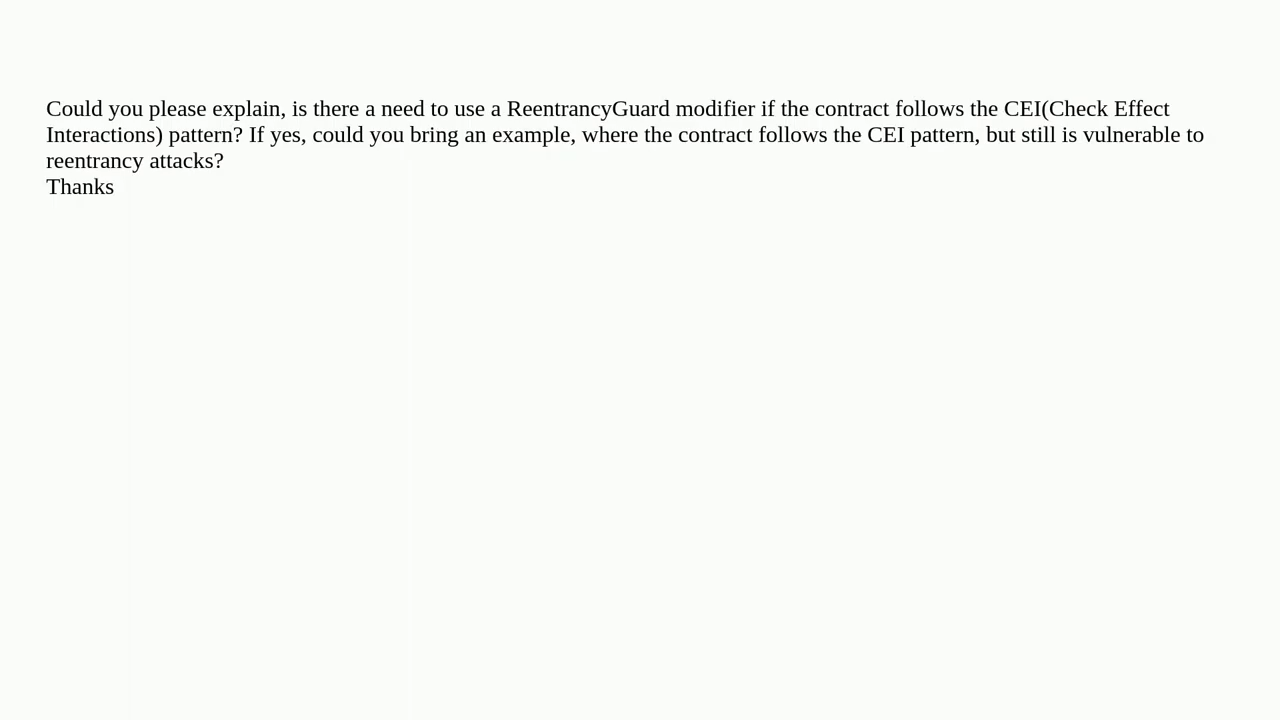 Could you please explain, is there a need to use a ReentrancyGuard modifier if the contract follows the CEI(Check Effect
Interactions) pattern? If yes, could you bring an example, where the contract follows the CEI pattern, but still is vulnerable to
reentrancy attacks?
Thanks